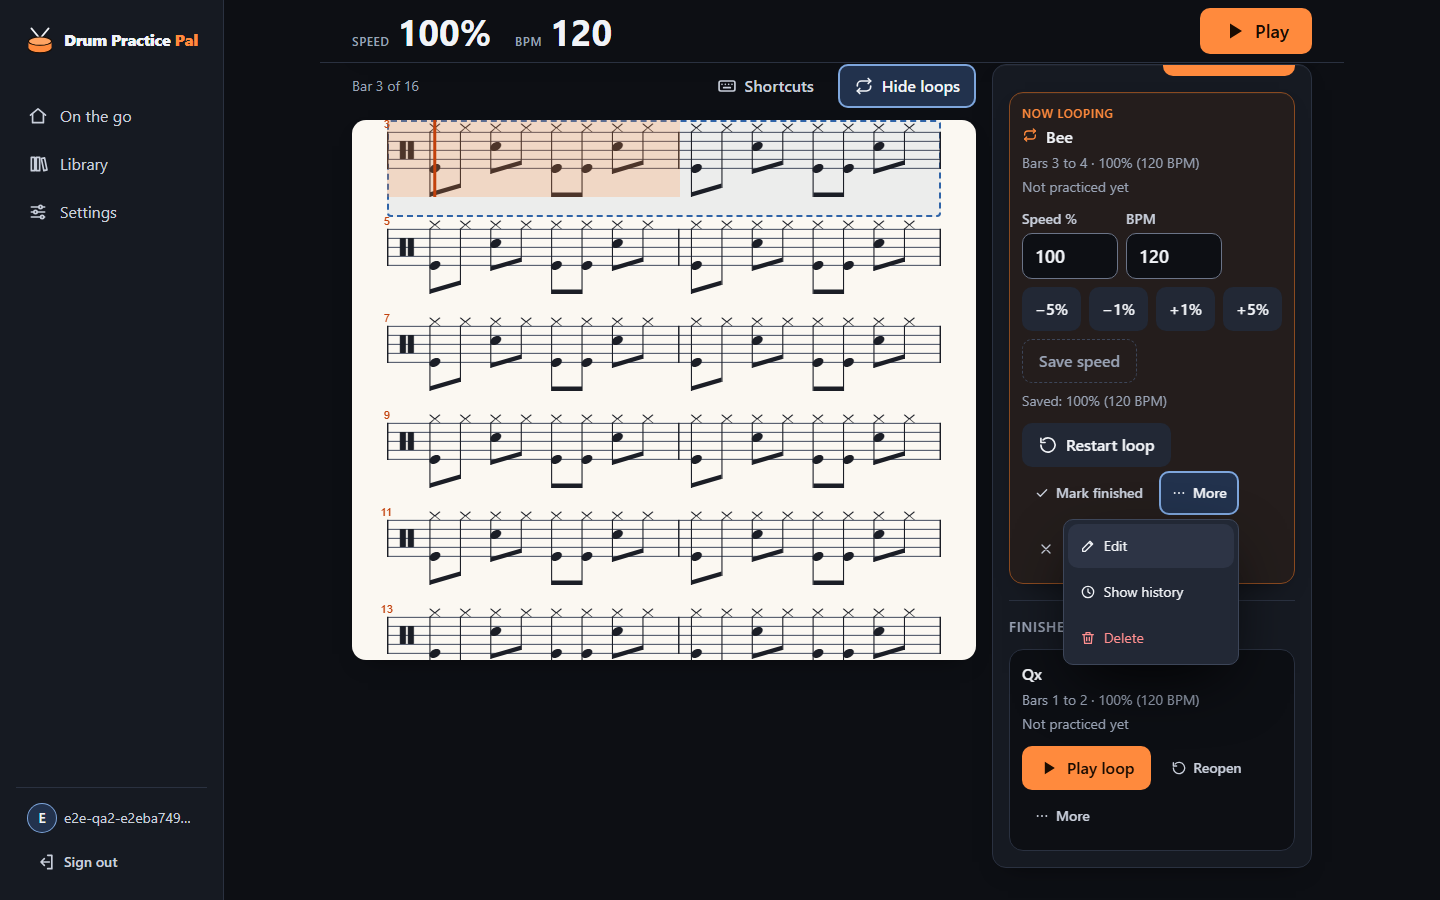 Drum Practice Pal
On the go
Library
Settings
e2e-qa2-e2eba749...
E
Sign out
SPEED 100% BPM 120
Play
Bar 3 of 16
Shortcuts
Hide loops
3
5
7
9
11
13
NOW LOOPING
Bee
Bars 3 to 4 · 100% (120 BPM)
Not practiced yet
Speed % BPM
100 120
−5% −1% +1% +5%
Save speed
Saved: 100% (120 BPM)
Restart loop
Mark finished
··· More
Edit
Show history
Delete
Qx
Bars 1 to 2 · 100% (120 BPM)
Not practiced yet
Play loop
Reopen
··· More